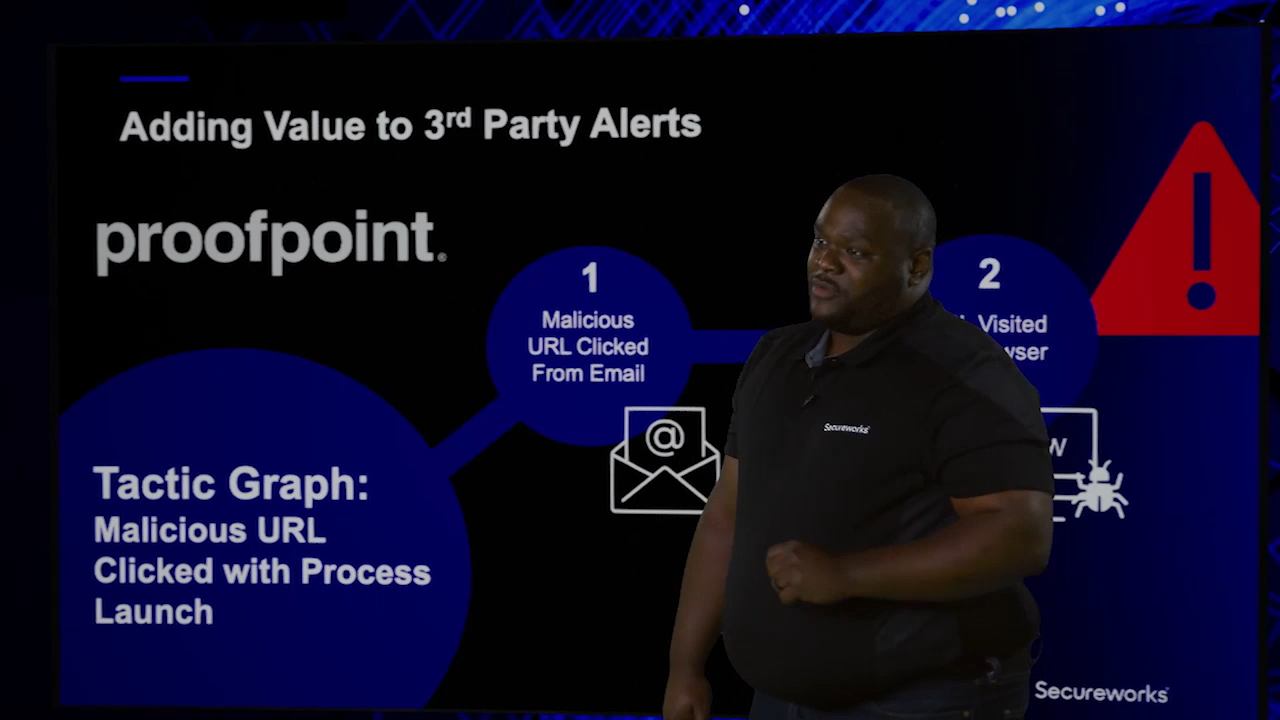 Adding Value to 3rd Party Alerts
proofpoint.
1
Malicious
URL Clicked
From Email
2
Visited
@
Tactic Graph:
Malicious URL
Clicked with Process
Launch
Secureworks
Secureworks